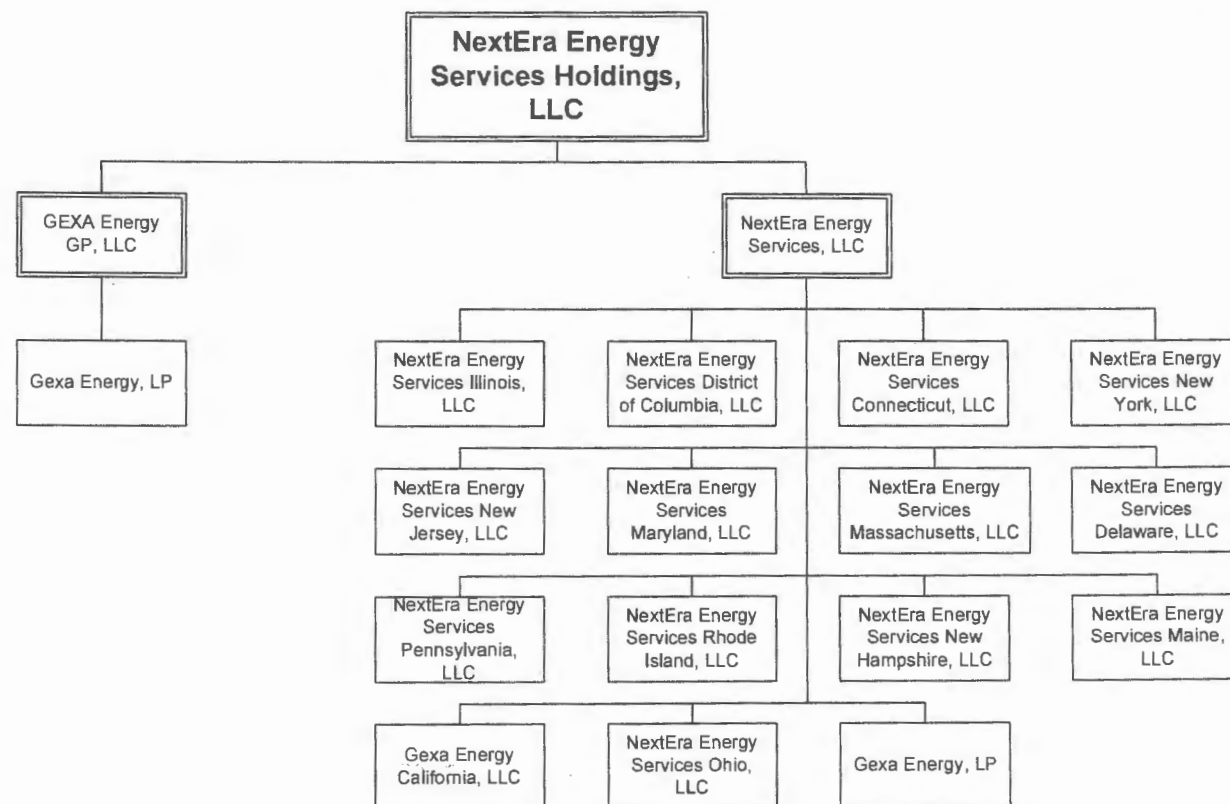 NextEra Energy
Services Holdings,
LLC
GEXA Energy
GP, LLC
NextEra Energy
Services, LLC
Gexa Energy, LP
NextEra Energy
Services Illinois,
LLC
NextEra Energy
Services District
of Columbia, LLC
NextEra Energy
Services
Connecticut, LLC
NextEra Energy
Services New
York, LLC
NextEra Energy
Services New
Jersey, LLC
NextEra Energy
Services
Maryland, LLC
NextEra Energy
Services
Massachusetts, LLC
NextEra Energy
Services
Delaware, LLC
NextEra Energy
Services
Pennsylvania,
LLC
NextEra Energy
Services Rhode
Island, LLC
NextEra Energy
Services New
Hampshire, LLC
NextEra Energy
Services Maine,
LLC
Gexa Energy
California, LLC
NextEra Energy
Services Ohio,
LLC
Gexa Energy, LP